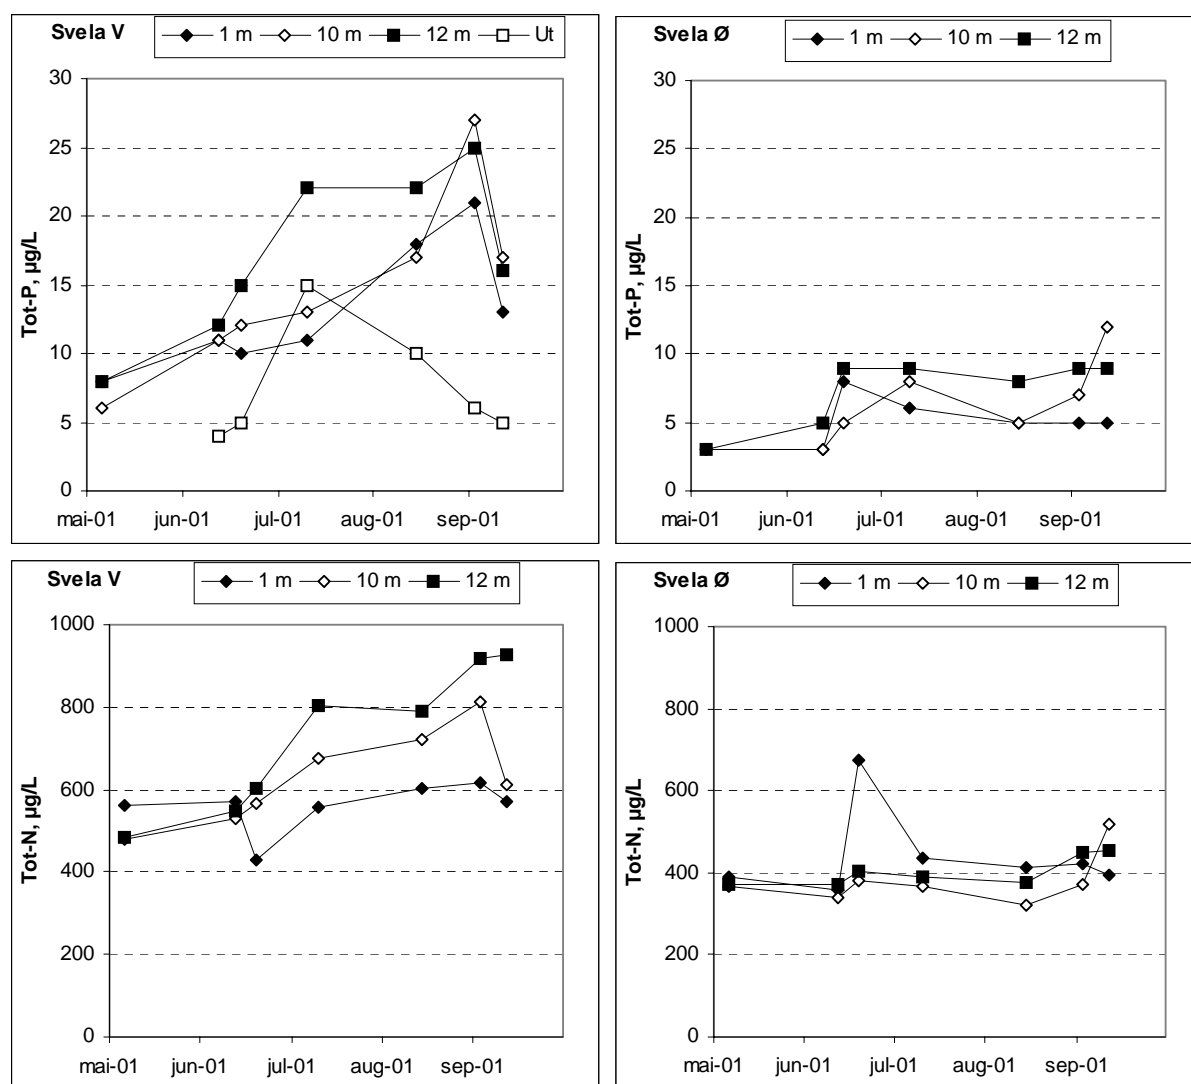 Svela V
1 m 10 m 12 m Ut
Tot-P, µg/L
30
25
20
15
10
5
0
mai-01 jun-01 jul-01 aug-01 sep-01
Svela Ø
1 m 10 m 12 m
Tot-P, µg/L
30
25
20
15
10
5
0
mai-01 jun-01 jul-01 aug-01 sep-01
Svela V
1 m 10 m 12 m
Tot-N, µg/L
1000
800
600
400
200
0
mai-01 jun-01 jul-01 aug-01 sep-01
Svela Ø
1 m 10 m 12 m
Tot-N, µg/L
1000
800
600
400
200
0
mai-01 jun-01 jul-01 aug-01 sep-01